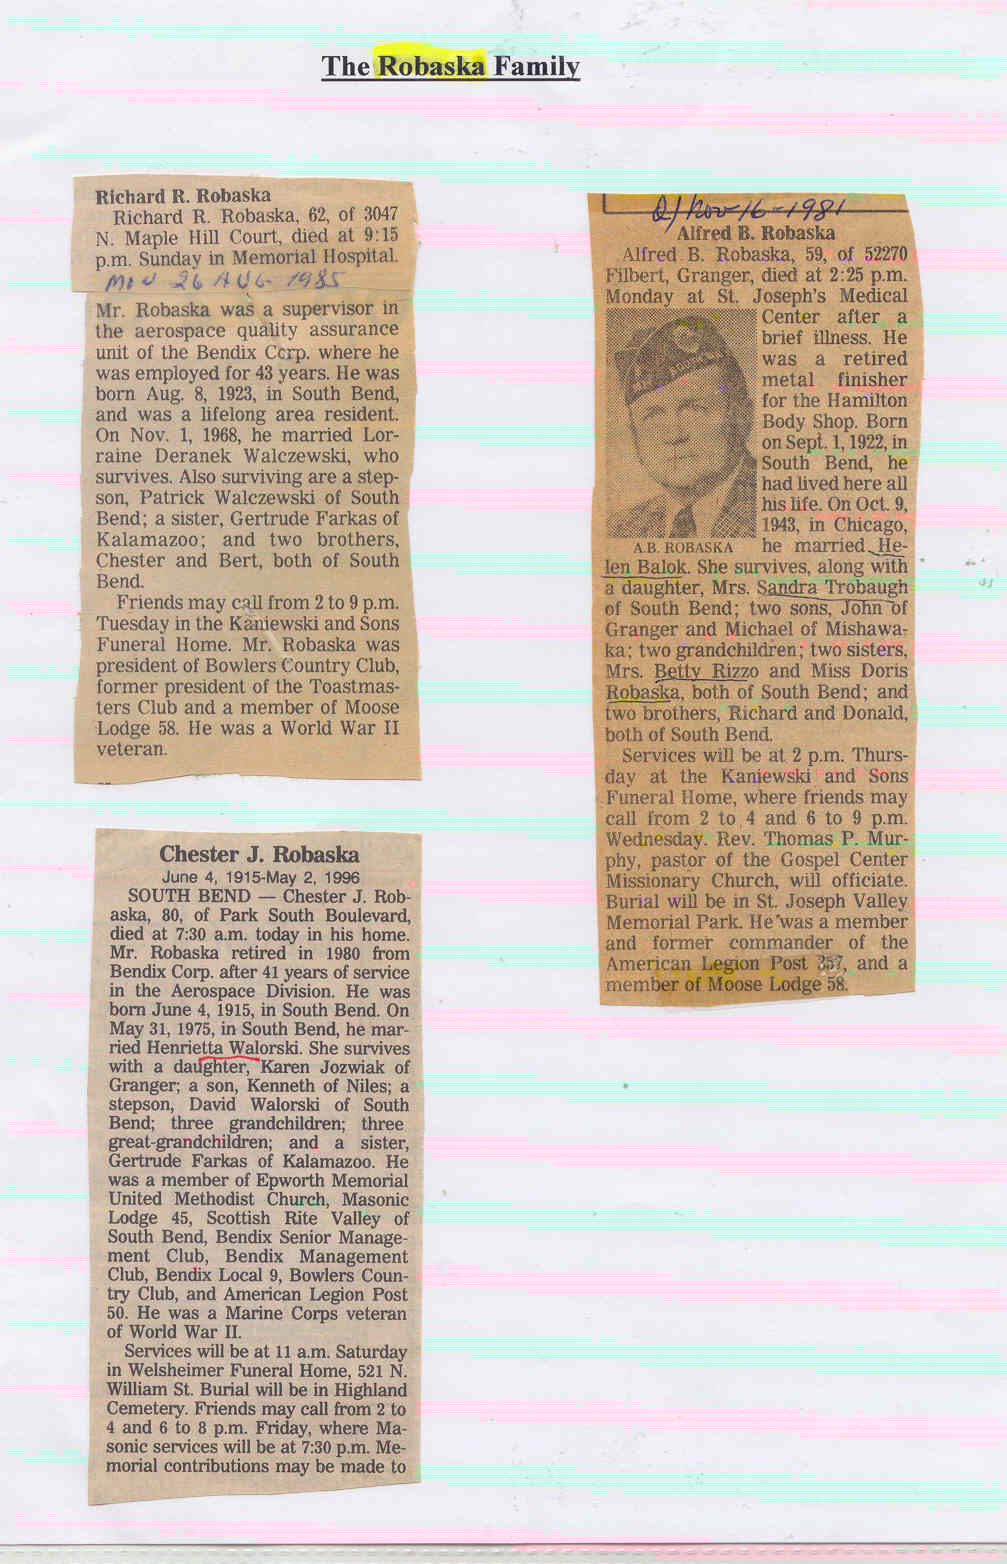 The Robaska Family
Richard R. Robaska
Richard R. Robaska, 62, of 3047
N. Maple Hill Court, died at 9:15
p.m. Sunday in Memorial Hospital.
MON 26 AUG 1985
Mr. Robaska was a supervisor in
the aerospace quality assurance
unit of the Bendix Corp. where he
was employed for 43 years. He was
born Aug. 8, 1923, in South Bend,
and was a lifelong area resident.
On Nov. 1, 1968, he married Lor-
raine Deranek Walczewski, who
survives. Also surviving are a step-
son, Patrick Walczewski of South
Bend; a sister, Gertrude Farkas of
Kalamazoo; and two brothers,
Chester and Bert, both of South
Bend.
Friends may call from 2 to 9 p.m.
Tuesday in the Kaniewski and Sons
Funeral Home. Mr. Robaska was
president of Bowlers Country Club,
former president of the Toastmas-
ters Club and a member of Moose
Lodge 58. He was a World War II
veteran.
Chester J. Robaska
June 4, 1915-May 2, 1996
SOUTH BEND — Chester J. Rob-
aska, 80, of Park South Boulevard,
died at 7:30 a.m. today in his home.
Mr. Robaska retired in 1980 from
Bendix Corp. after 41 years of service
in the Aerospace Division. He was
born June 4, 1915, in South Bend. On
May 31, 1975, in South Bend, he mar-
ried Henrietta Walorski. She survives
with a daughter, Karen Jozwiak of
Granger; a son, Kenneth of Niles; a
stepson, David Walorski of South
Bend; three grandchildren; three
great-grandchildren; and a sister,
Gertrude Farkas of Kalamazoo. He
was a member of Epworth Memorial
United Methodist Church, Masonic
Lodge 45, Scottish Rite Valley of
South Bend, Bendix Senior Manage-
ment Club, Bendix Management
Club, Bendix Local 9, Bowlers Coun-
try Club, and American Legion Post
50. He was a Marine Corps veteran
of World War II.
Services will be at 11 a.m. Saturday
in Welsheimer Funeral Home, 521 N.
William St. Burial will be in Highland
Cemetery. Friends may call from 2 to
4 and 6 to 8 p.m. Friday, where Ma-
sonic services will be at 7:30 p.m. Me-
morial contributions may be made to
Nov-16-1981
Alfred B. Robaska
Alfred B. Robaska, 59, of 52270
Filbert, Granger, died at 2:25 p.m.
Monday at St. Joseph's Medical
Center after a
brief illness. He
was a retired
metal finisher
for the Hamilton
Body Shop. Born
on Sept. 1, 1922, in
South Bend, he
had lived here all
his life. On Oct. 9,
1943, in Chicago,
A.B. ROBASKA he married He-
len Balok. She survives, along with
a daughter, Mrs. Sandra Trobaugh
of South Bend; two sons, John of
Granger and Michael of Mishawa-
ka; two grandchildren; two sisters,
Mrs. Betty Rizzo and Miss Doris
Robaska, both of South Bend; and
two brothers, Richard and Donald,
both of South Bend.
Services will be at 2 p.m. Thurs-
day at the Kaniewski and Sons
Funeral Home, where friends may
call from 2 to 4 and 6 to 9 p.m.
Wednesday. Rev. Thomas P. Mur-
phy, pastor of the Gospel Center
Missionary Church, will officiate.
Burial will be in St. Joseph Valley
Memorial Park. He was a member
and former commander of the
American Legion Post 357, and a
member of Moose Lodge 58.